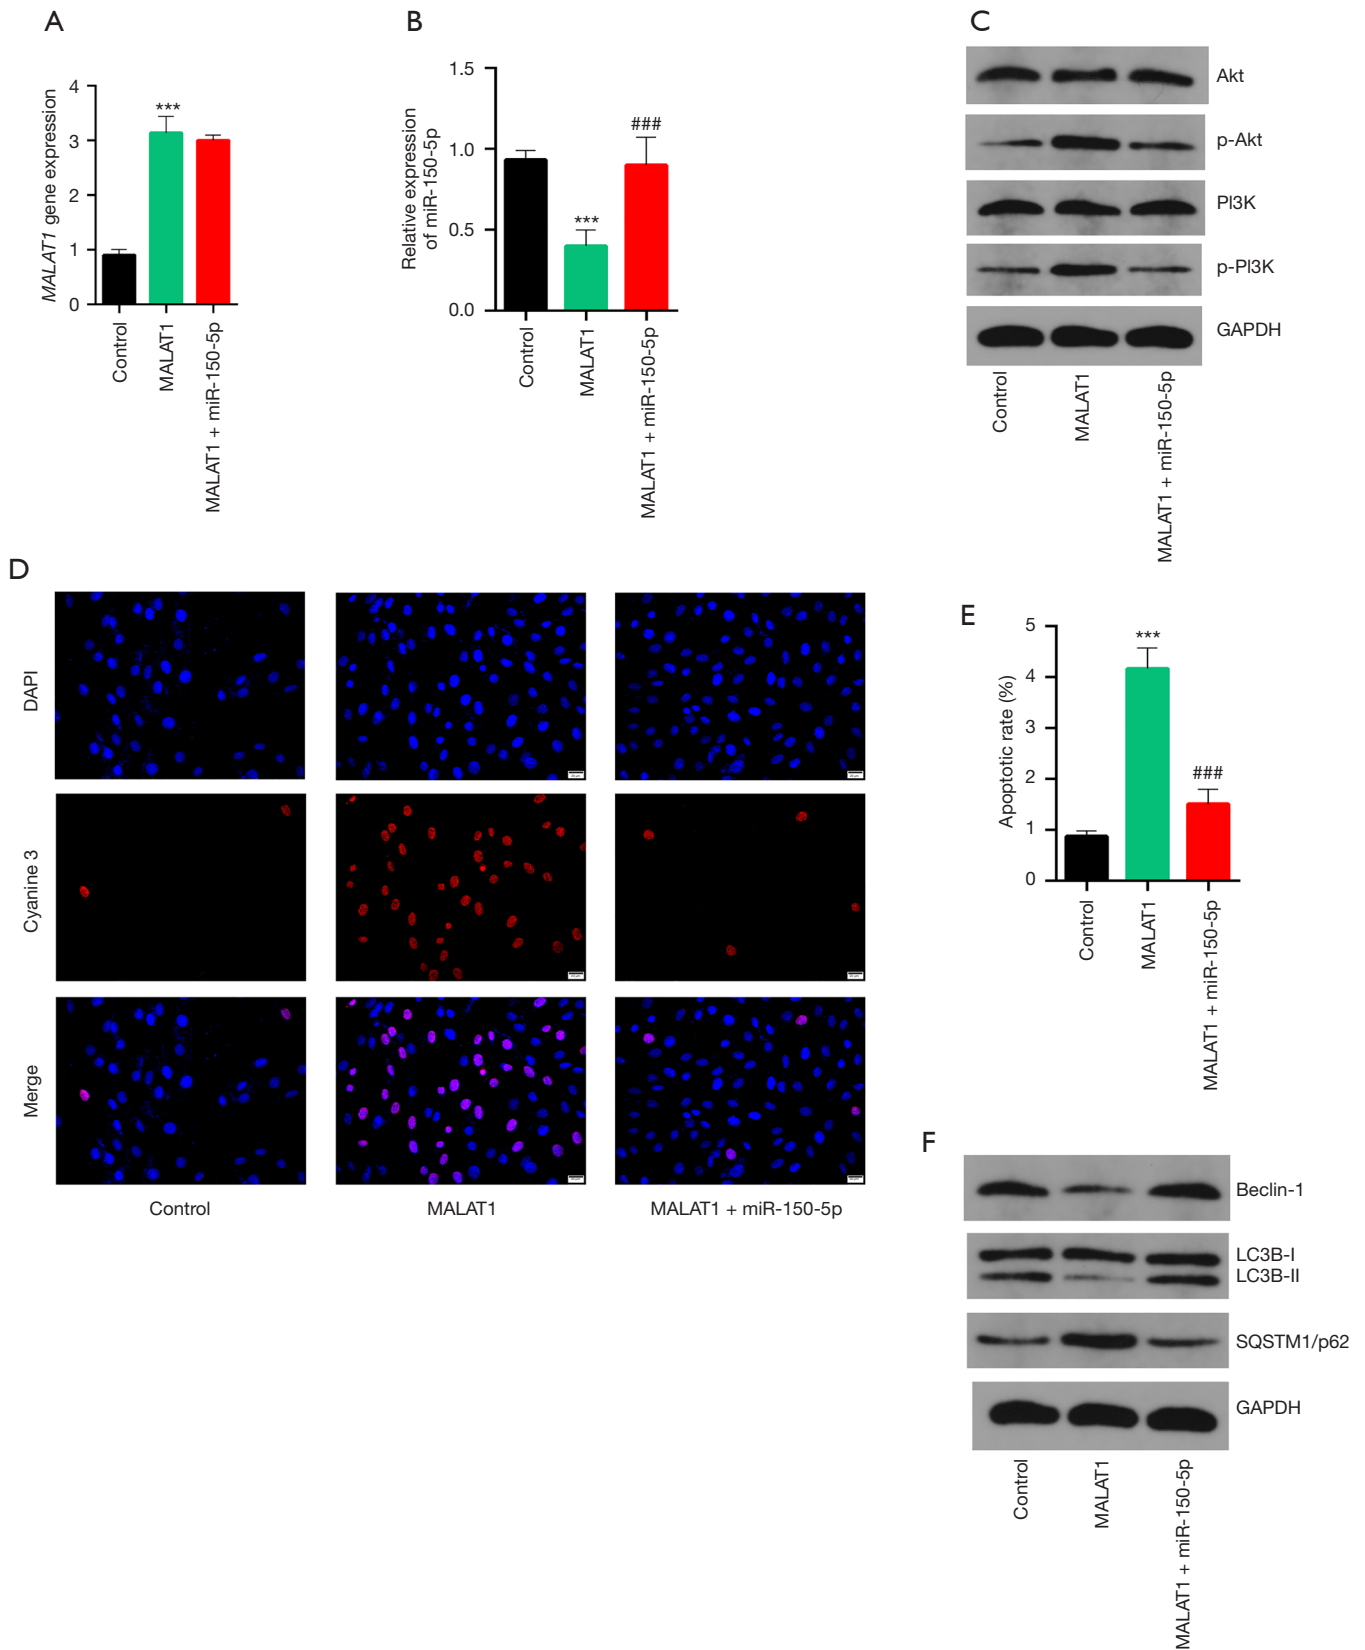 A
MALAT1 gene expression
4
3
2
1
0
***
Control
MALAT1
MALAT1 + miR-150-5p
B
Relative expression
of miR-150-5p
1.5
1.0
0.5
0.0
***
###
Control
MALAT1
MALAT1 + miR-150-5p
C
Akt
p-Akt
PI3K
p-PI3K
GAPDH
Control
MALAT1
MALAT1 + miR-150-5p
D
DAPI
Cyanine 3
Merge
Control
MALAT1
MALAT1 + miR-150-5p
E
Apoptotic rate (%)
5
4
3
2
1
0
***
###
Control
MALAT1
MALAT1 + miR-150-5p
F
Beclin-1
LC3B-I
LC3B-II
SQSTM1/p62
GAPDH
Control
MALAT1
MALAT1 + miR-150-5p